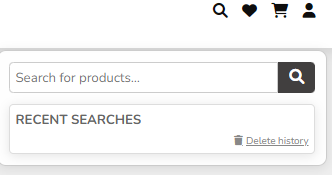 Search for products...
RECENT SEARCHES
Delete history